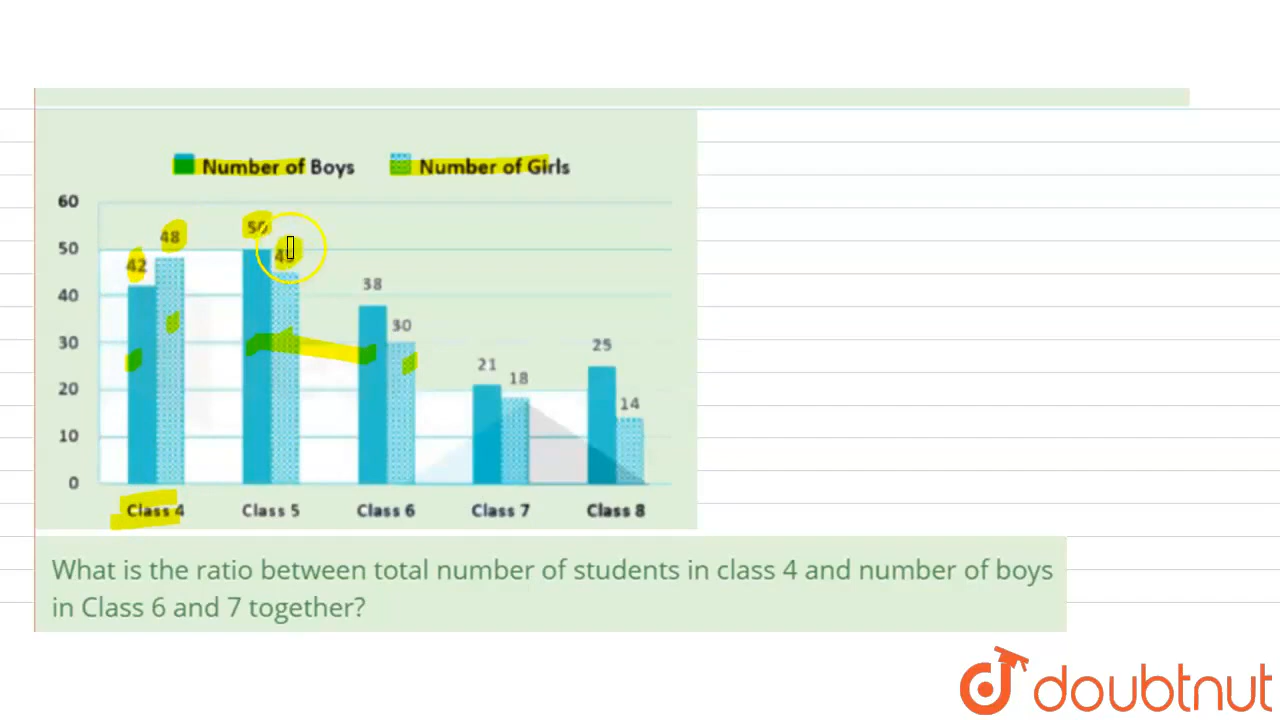 Number of Boys Number of Girls
60
50
40
30
20
10
0
42 48 50 38 30 21 18 25 14
Class 4 Class 5 Class 6 Class 7 Class 8
What is the ratio between total number of students in class 4 and number of boys
in Class 6 and 7 together?
doubtnut